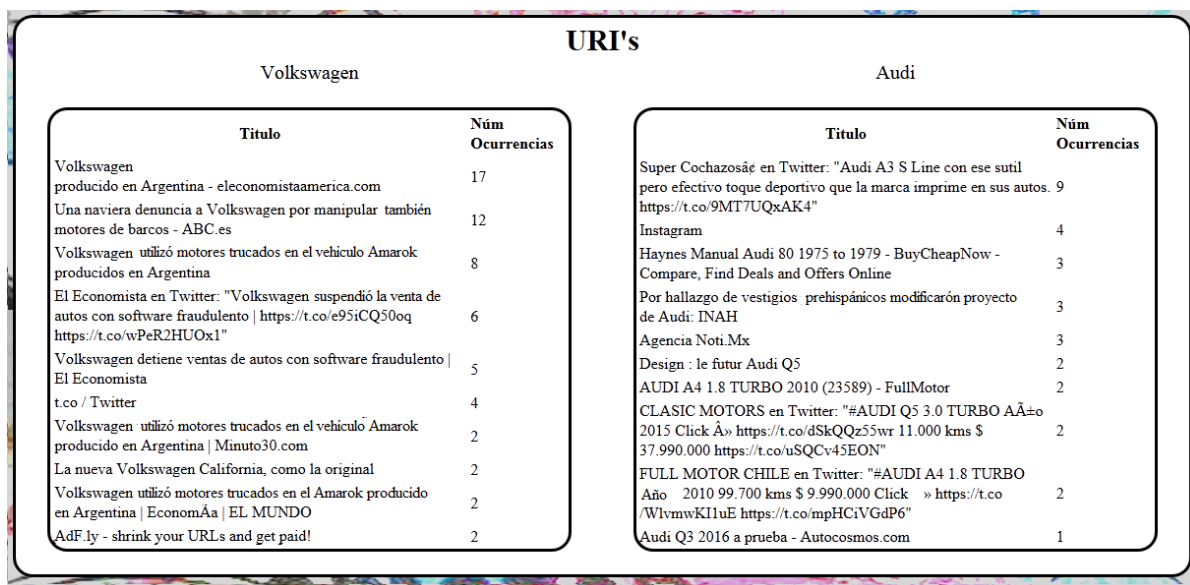 URI's
Volkswagen
Titulo
Núm
Ocurrencias
Volkswagen
producido en Argentina - eleconomistaamerica.com
17
Una naviera denuncia a Volkswagen por manipular también
motores de barcos - ABC.es
12
Volkswagen utilizó motores trucados en el vehículo Amarok
producidos en Argentina
8
El Economista en Twitter: "Volkswagen suspendió la venta de
autos con software fraudulento | https://t.co/e95iCQ50oq
https://t.co/wPeR2HUOx1"
6
Volkswagen detiene ventas de autos con software fraudulento |
El Economista
5
t.co / Twitter
4
Volkswagen utilizó motores trucados en el vehículo Amarok
producido en Argentina | Minuto30.com
2
La nueva Volkswagen California, como la original
2
Volkswagen utilizó motores trucados en el Amarok producido
en Argentina | EconomÃa | EL MUNDO
2
AdF.ly - shrink your URLs and get paid!
2
Audi
Titulo
Núm
Ocurrencias
Super Cochazosâ¢ en Twitter: "Audi A3 S Line con ese sutil
pero efectivo toque deportivo que la marca imprime en sus autos.
https://t.co/9MT7UQxAK4"
9
Instagram
4
Haynes Manual Audi 80 1975 to 1979 - BuyCheapNow -
Compare, Find Deals and Offers Online
3
Por hallazgo de vestigios prehispánicos modificarón proyecto
de Audi: INAH
3
Agencia Noti.Mx
3
Design : le futur Audi Q5
2
AUDI A4 1.8 TURBO 2010 (23589) - FullMotor
2
CLASIC MOTORS en Twitter: "#AUDI Q5 3.0 TURBO AÃ±o
2015 Click Â» https://t.co/dSkQQz55wr 11.000 kms $
37.990.000 https://t.co/uSQCv45EON"
2
FULL MOTOR CHILE en Twitter: "#AUDI A4 1.8 TURBO
Año 2010 99.700 kms $ 9.990.000 Click » https://t.co
/WlvmwKI1uE https://t.co/mpHCiVGdP6"
2
Audi Q3 2016 a prueba - Autocosmos.com
1